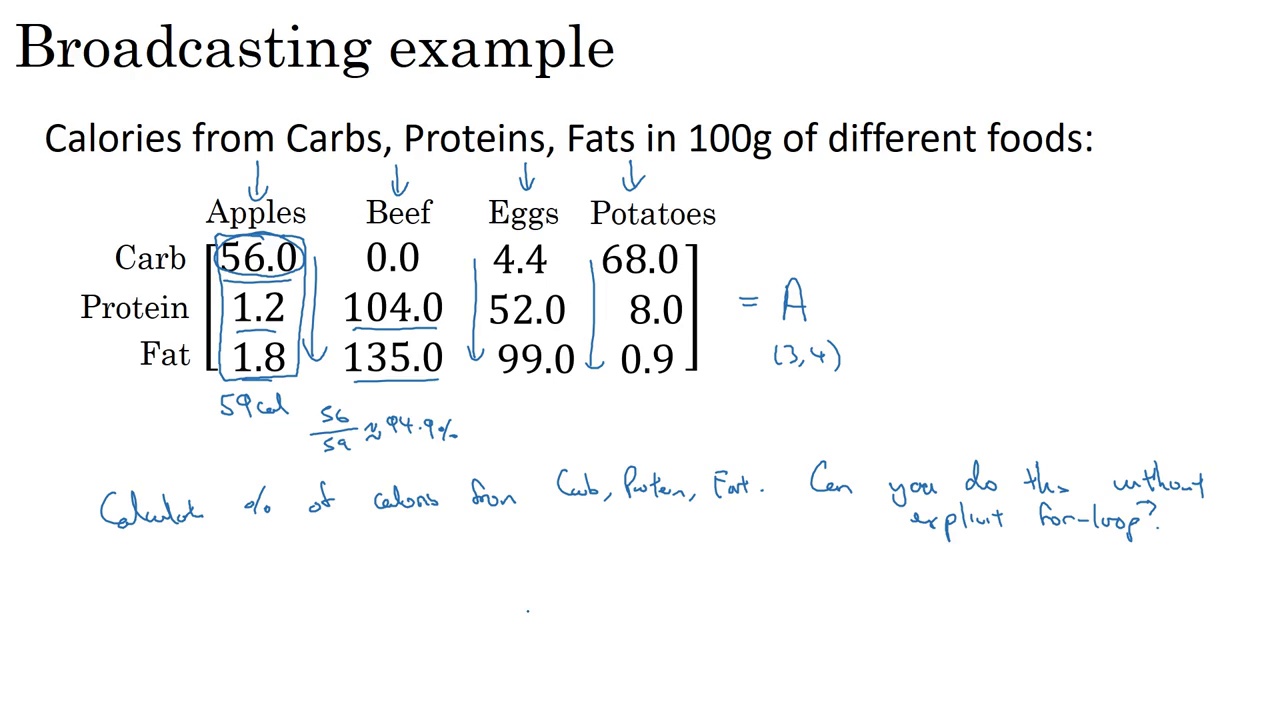 Broadcasting example
Calories from Carbs, Proteins, Fats in 100g of different foods:
Apples Beef Eggs Potatoes
Carb 56.0 0.0 4.4 68.0
Protein 1.2 104.0 52.0 8.0
Fat 1.8 135.0 99.0 0.9
= A
(3,4)
59 cal
56/59 ≈ 94.9%
Calculate % of calories from Carb, Protein, Fat. Can you do this without
explicit for-loop?